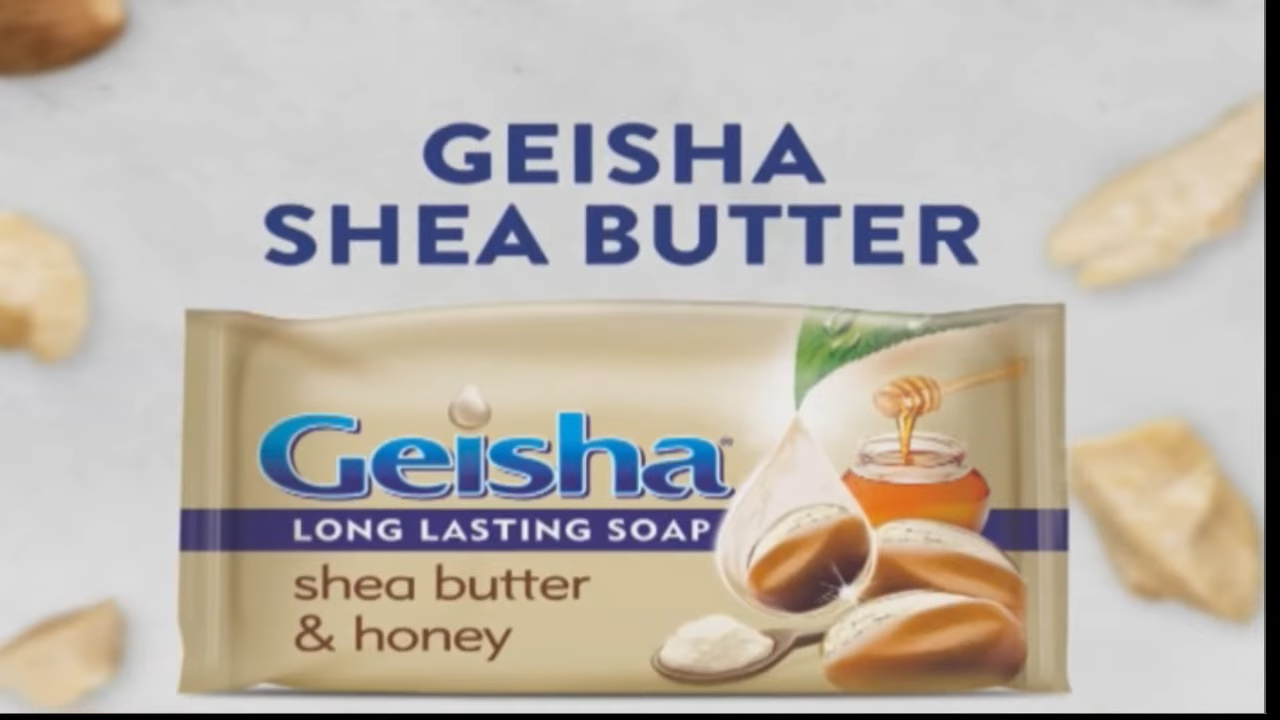 GEISHA
SHEA BUTTER
Geisha®
LONG LASTING SOAP
shea butter
& honey